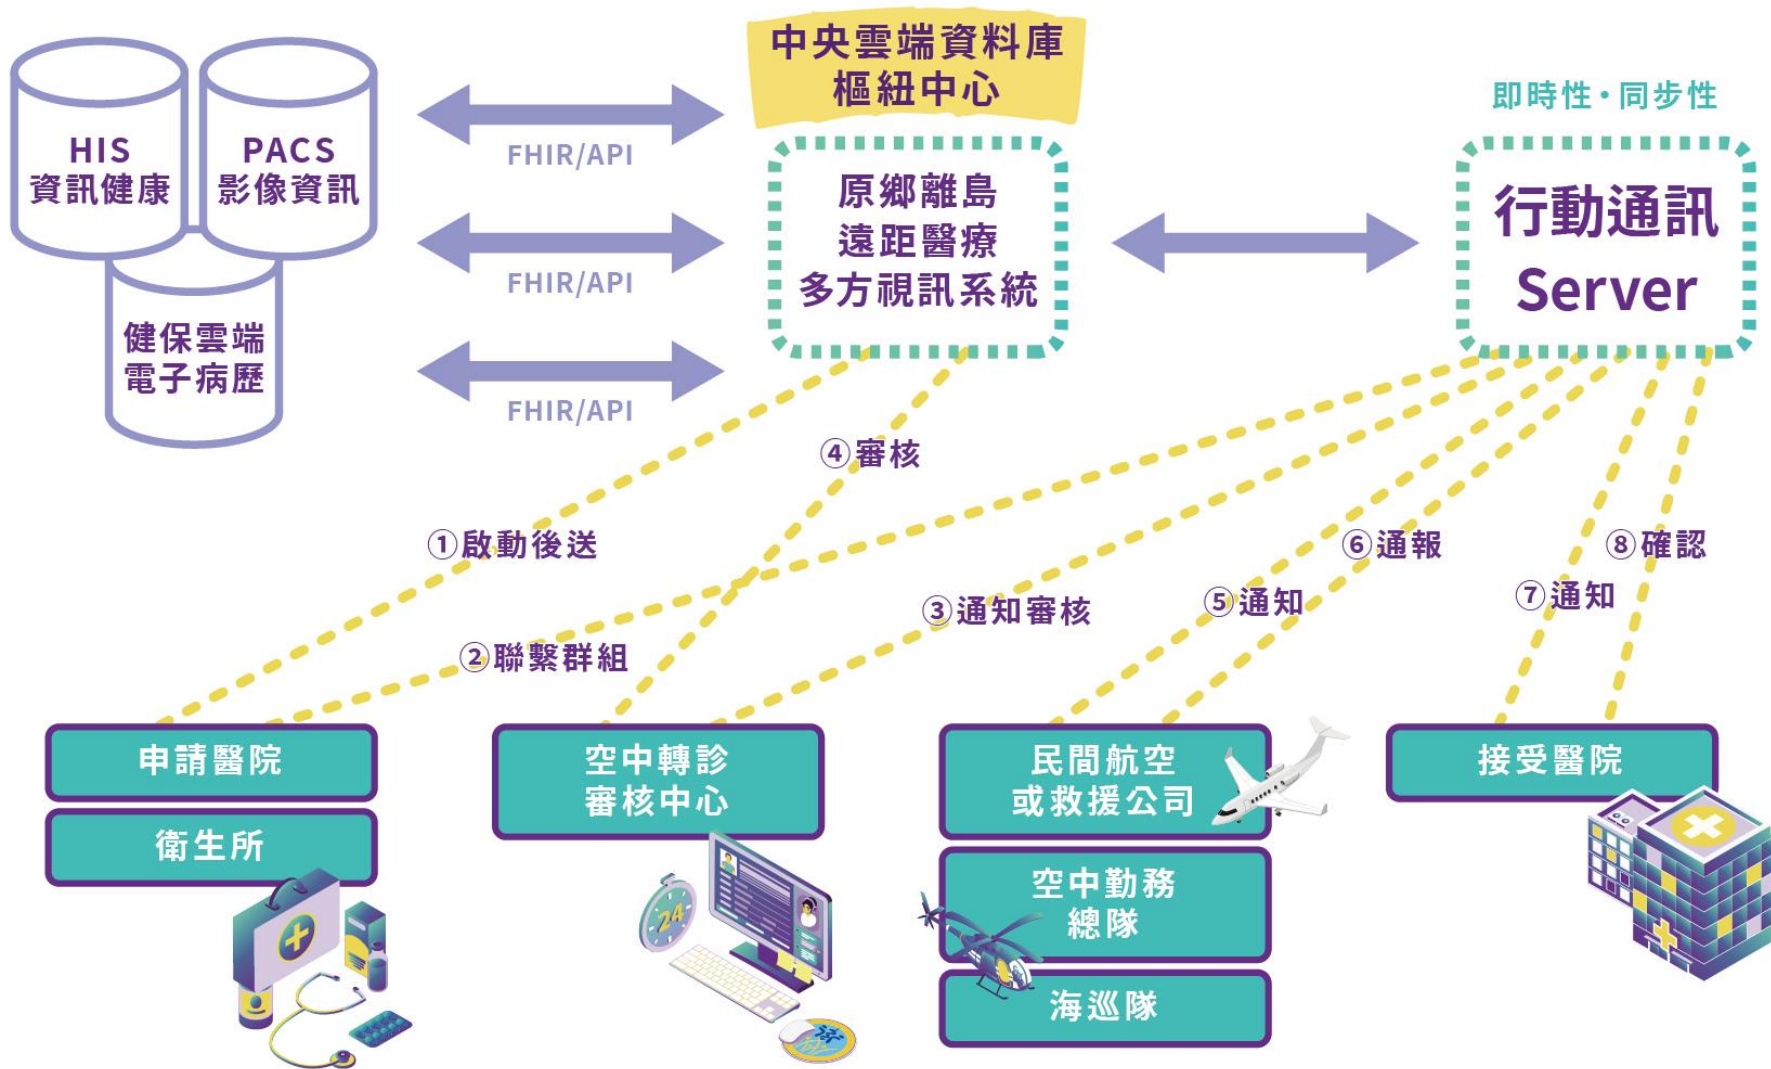 中央雲端資料庫
樞紐中心
HIS
資訊健康
PACS
影像資訊
健保雲端
電子病歷
FHIR/API
FHIR/API
FHIR/API
原鄉離島
遠距醫療
多方視訊系統
即時性・同步性
行動通訊
Server
①啟動後送
②聯繫群組
③通知審核
④審核
⑤通知
⑥通報
⑦通知
⑧確認
申請醫院
衛生所
空中轉診
審核中心
24
民間航空
或救援公司
空中勤務
總隊
海巡隊
接受醫院